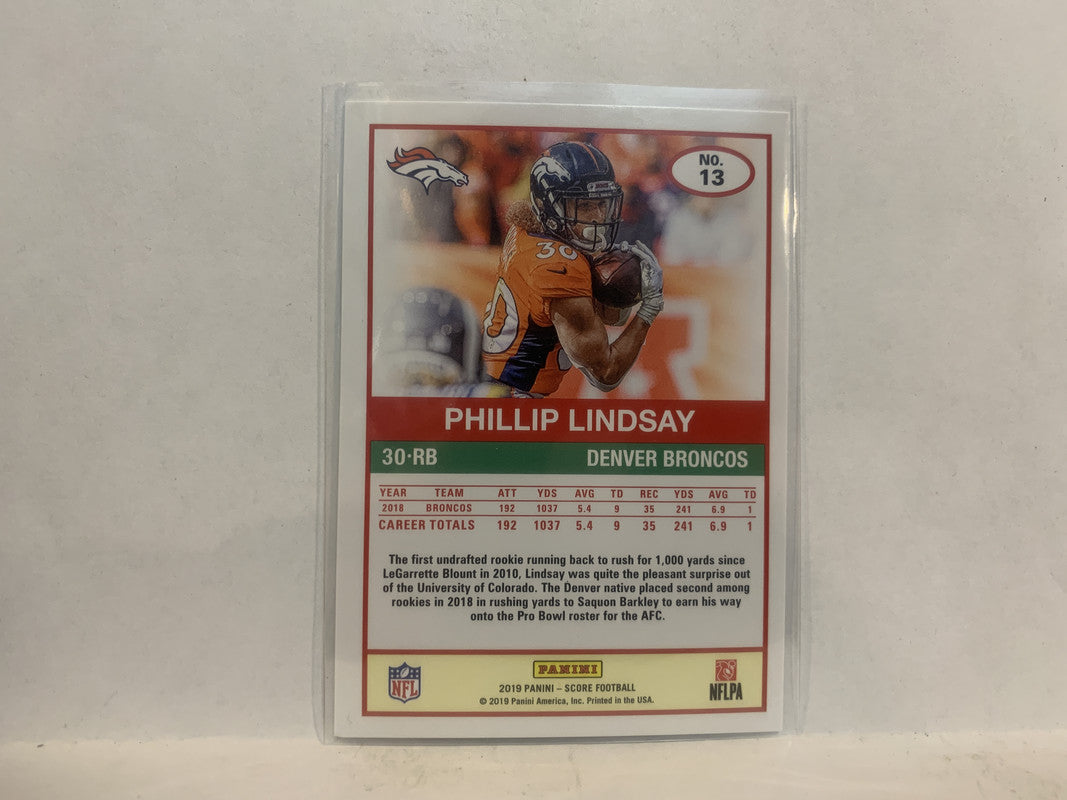 No.
13
30
30
PHILLIP LINDSAY
30·RB DENVER BRONCOS
YEAR TEAM ATT YDS AVG TD REC YDS AVG TD
2018 BRONCOS 192 1037 5.4 9 35 241 6.9 1
CAREER TOTALS 192 1037 5.4 9 35 241 6.9 1
The first undrafted rookie running back to rush for 1,000 yards since
LeGarrette Blount in 2010, Lindsay was quite the pleasant surprise out
of the University of Colorado. The Denver native placed second among
rookies in 2018 in rushing yards to Saquon Barkley to earn his way
onto the Pro Bowl roster for the AFC.
NFL
PANINI
2019 PANINI – SCORE FOOTBALL
© 2019 Panini America, Inc. Printed in the USA.
NFLPA